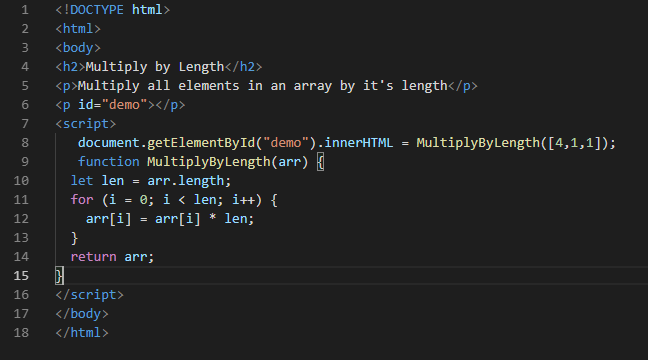 1 <!DOCTYPE html>
2 <html>
3 <body>
4 <h2>Multiply by Length</h2>
5 <p>Multiply all elements in an array by it's length</p>
6 <p id="demo"></p>
7 <script>
8 document.getElementById("demo").innerHTML = MultiplyByLength([4,1,1]);
9 function MultiplyByLength(arr) {
10 let len = arr.length;
11 for (i = 0; i < len; i++) {
12 arr[i] = arr[i] * len;
13 }
14 return arr;
15 }
16 </script>
17 </body>
18 </html>